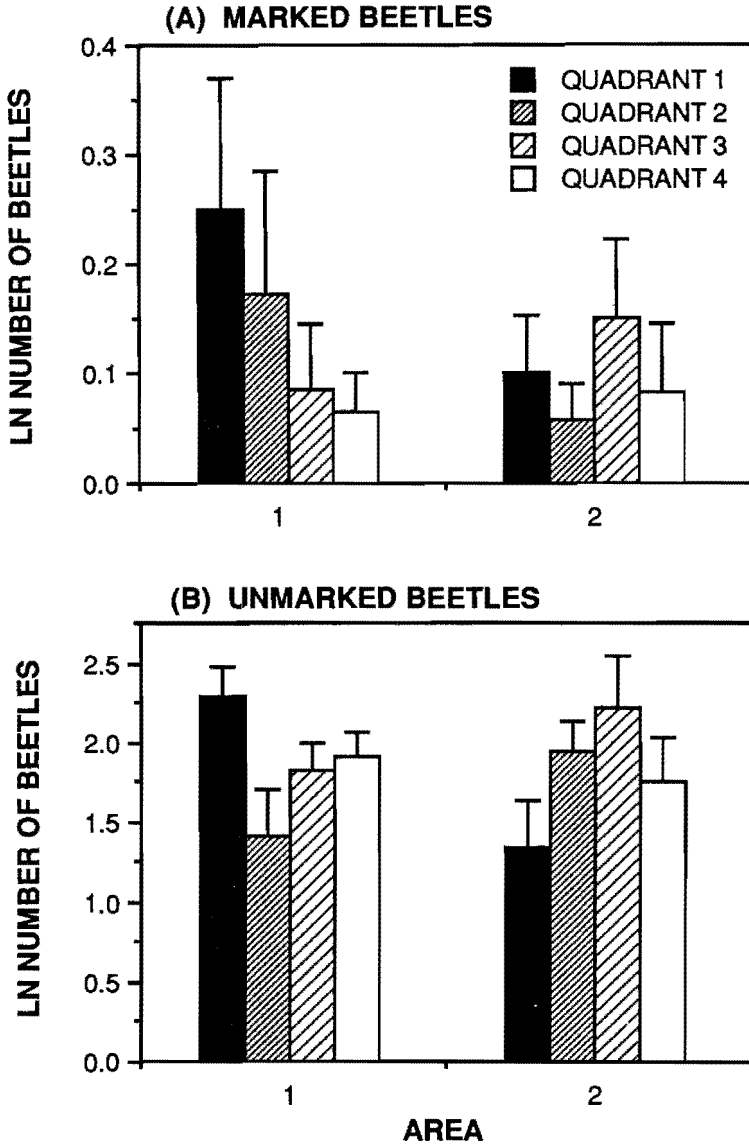 (A) MARKED BEETLES
LN NUMBER OF BEETLES
0.4
0.3
0.2
0.1
0.0
QUADRANT 1
QUADRANT 2
QUADRANT 3
QUADRANT 4
1 2
(B) UNMARKED BEETLES
LN NUMBER OF BEETLES
2.5
2.0
1.5
1.0
0.5
0.0
1 2
AREA